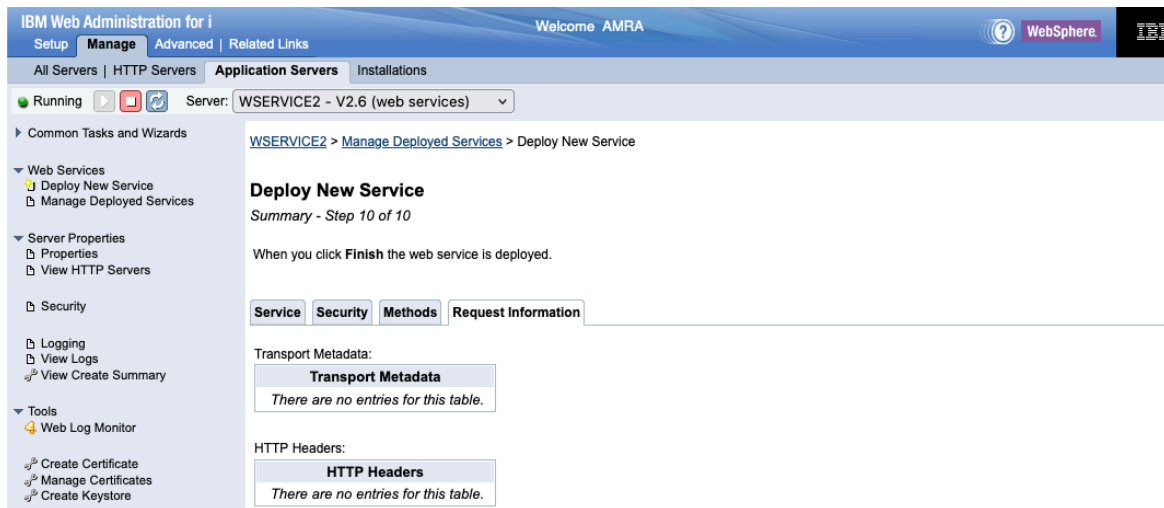 IBM Web Administration for i
Welcome AMRA
WebSphere.
Setup Manage Advanced | Related Links
All Servers | HTTP Servers Application Servers Installations
Running Server: WSERVICE2 - V2.6 (web services)
Common Tasks and Wizards
Web Services
Deploy New Service
Manage Deployed Services
Server Properties
Properties
View HTTP Servers
Security
Logging
View Logs
View Create Summary
Tools
Web Log Monitor
Create Certificate
Manage Certificates
Create Keystore
WSERVICE2 > Manage Deployed Services > Deploy New Service
Deploy New Service
Summary - Step 10 of 10
When you click Finish the web service is deployed.
Service Security Methods Request Information
Transport Metadata:
Transport Metadata
There are no entries for this table.
HTTP Headers:
HTTP Headers
There are no entries for this table.